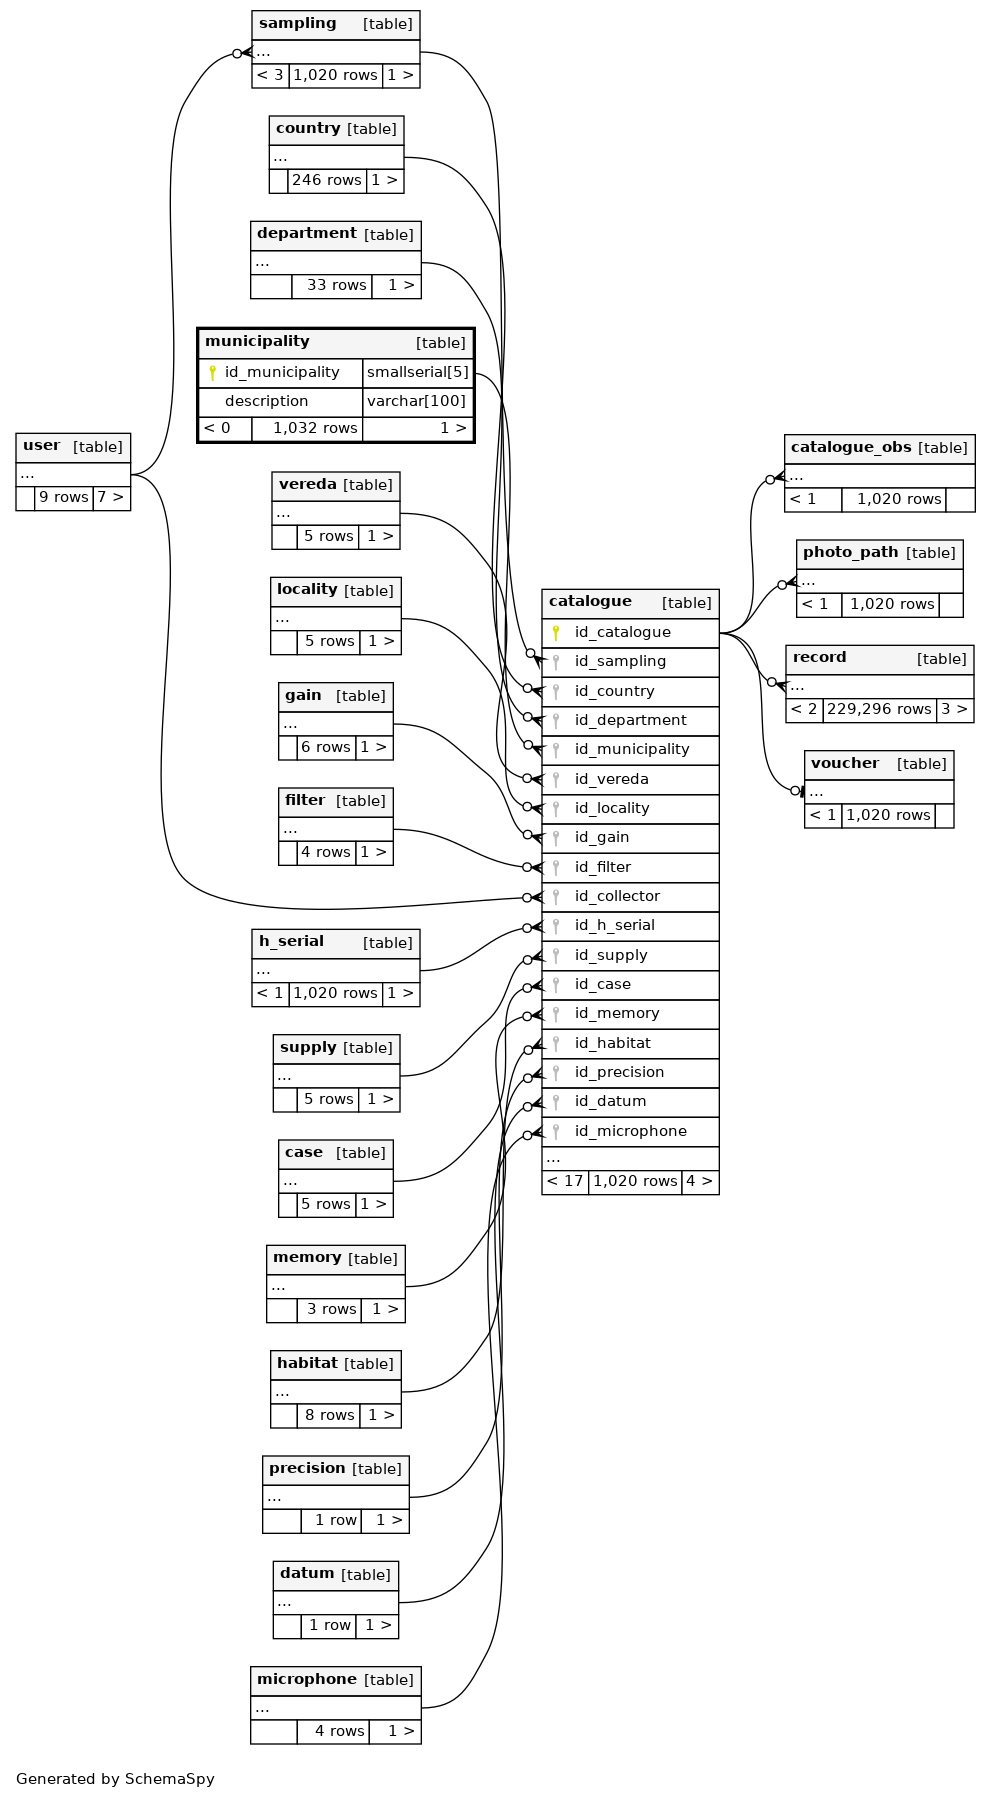 sampling [table]
...
< 3 1,020 rows 1 >
country [table]
...
246 rows 1 >
department [table]
...
33 rows 1 >
municipality [table]
id_municipality smallserial[5]
description varchar[100]
< 0 1,032 rows 1 >
user [table]
...
9 rows 7 >
vereda [table]
...
5 rows 1 >
locality [table]
...
5 rows 1 >
gain [table]
...
6 rows 1 >
filter [table]
...
4 rows 1 >
h_serial [table]
...
< 1 1,020 rows 1 >
supply [table]
...
5 rows 1 >
case [table]
...
5 rows 1 >
memory [table]
...
3 rows 1 >
habitat [table]
...
8 rows 1 >
precision [table]
...
1 row 1 >
datum [table]
...
1 row 1 >
microphone [table]
...
4 rows 1 >
catalogue [table]
id_catalogue
id_sampling
id_country
id_department
id_municipality
id_vereda
id_locality
id_gain
id_filter
id_collector
id_h_serial
id_supply
id_case
id_memory
id_habitat
id_precision
id_datum
id_microphone
...
< 17 1,020 rows 4 >
catalogue_obs [table]
...
< 1 1,020 rows
photo_path [table]
...
< 1 1,020 rows
record [table]
...
< 2 229,296 rows 3 >
voucher [table]
...
< 1 1,020 rows
Generated by SchemaSpy